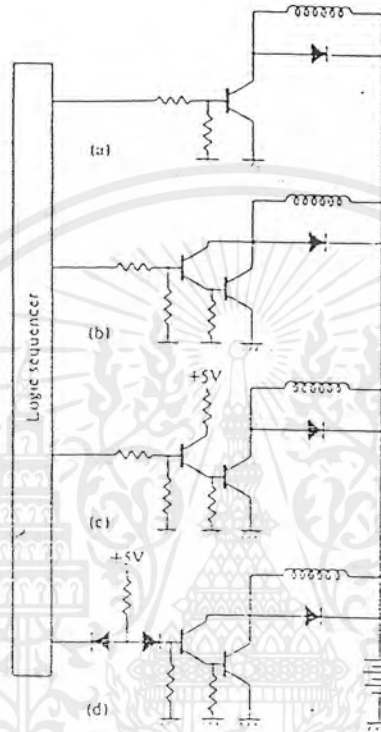 Logic sequencer
(a)
(b)
+5V
(c)
+5V
(d)